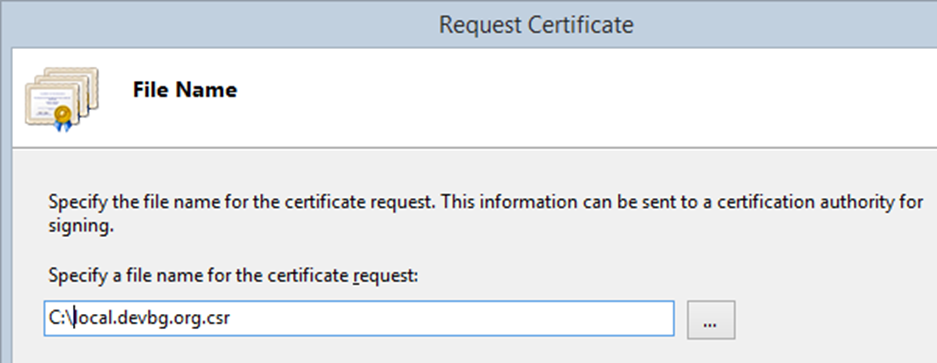 Request Certificate
File Name
Specify the file name for the certificate request. This information can be sent to a certification authority for
signing.
Specify a file name for the certificate request:
C:\local.devbg.org.csr
...